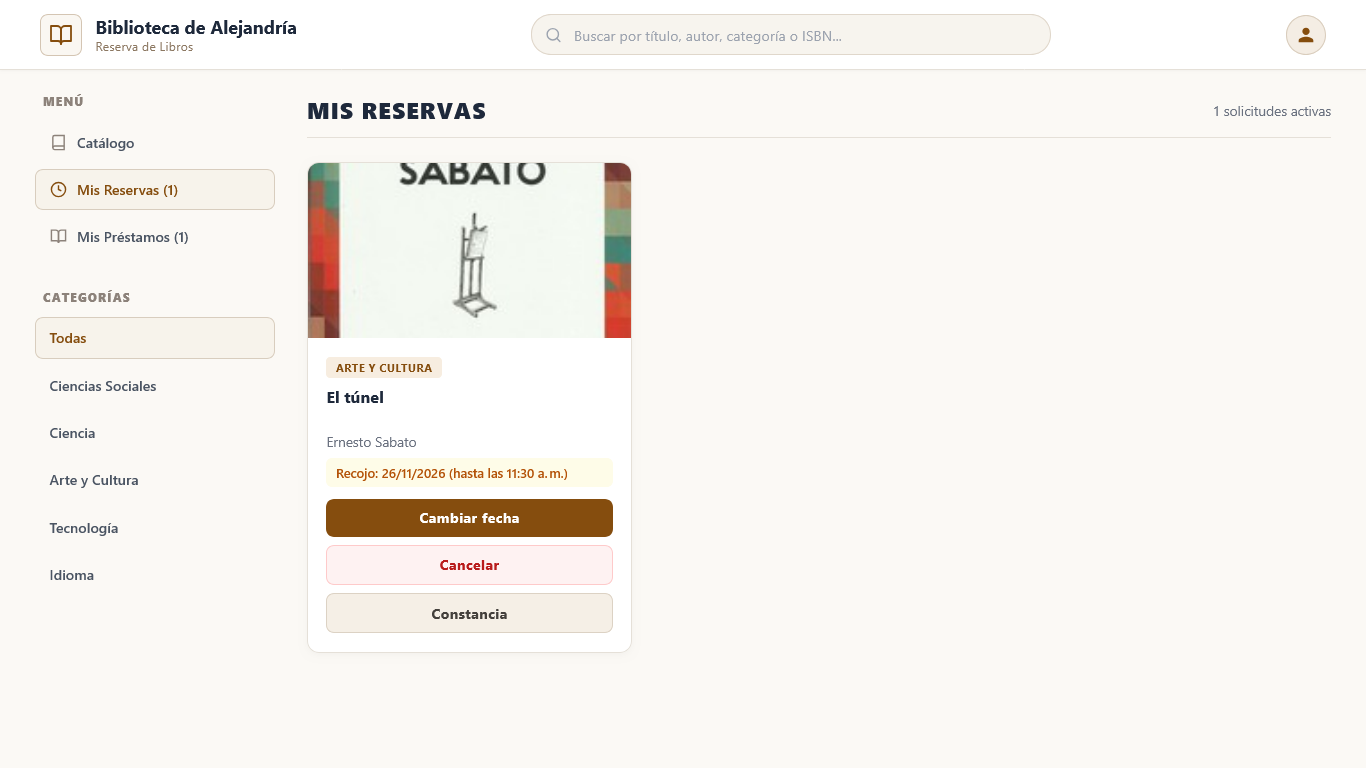 Biblioteca de Alejandría
Reserva de Libros
Buscar por título, autor, categoría o ISBN...
MENÚ
Catálogo
Mis Reservas (1)
Mis Préstamos (1)
CATEGORÍAS
Todas
Ciencias Sociales
Ciencia
Arte y Cultura
Tecnología
Idioma
MIS RESERVAS
1 solicitudes activas
SABATO
ARTE Y CULTURA
El túnel
Ernesto Sabato
Recojo: 26/11/2026 (hasta las 11:30 a. m.)
Cambiar fecha
Cancelar
Constancia